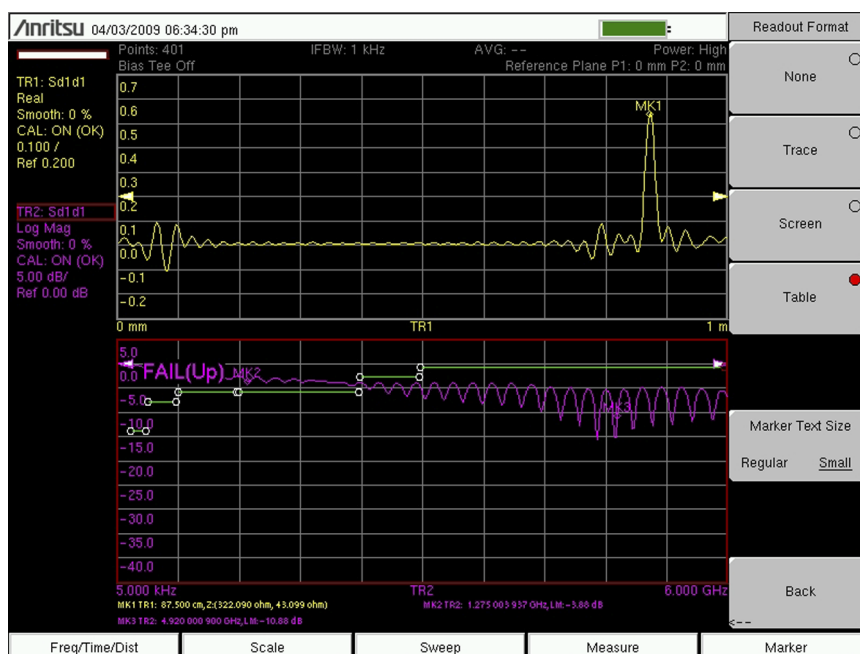 Anritsu 04/03/2009 06:34:30 pm
Readout Format
Points: 401 IFBW: 1 kHz AVG: -- Power: High
Bias Tee Off Reference Plane P1: 0 mm P2: 0 mm
TR1: Sd1d1
Real
Smooth: 0 %
CAL: ON (OK)
0.100 /
Ref 0.200
TR2: Sd1d1
Log Mag
Smooth: 0 %
CAL: ON (OK)
5.00 dB/
Ref 0.00 dB
0.7
0.6
0.5
0.4
0.3
0.2
0.1
0.0
-0.1
-0.2
MK1
0 mm TR1 1 m
5.0
0.0
-5.0
-10.0
-15.0
-20.0
-25.0
-30.0
-35.0
-40.0
FAIL(Up)
MK2
MK3
5.000 kHz TR2 6.000 GHz
MK1 TR1: 87.500 cm, Z:(322.090 ohm, 43.099 ohm) MK2 TR2: 1.275 003 937 GHz, LM:-3.88 dB
MK3 TR2: 4.920 000 900 GHz, LM:-10.88 dB
None
Trace
Screen
Table
Marker Text Size
Regular Small
Back
<--
Freq/Time/Dist Scale Sweep Measure Marker